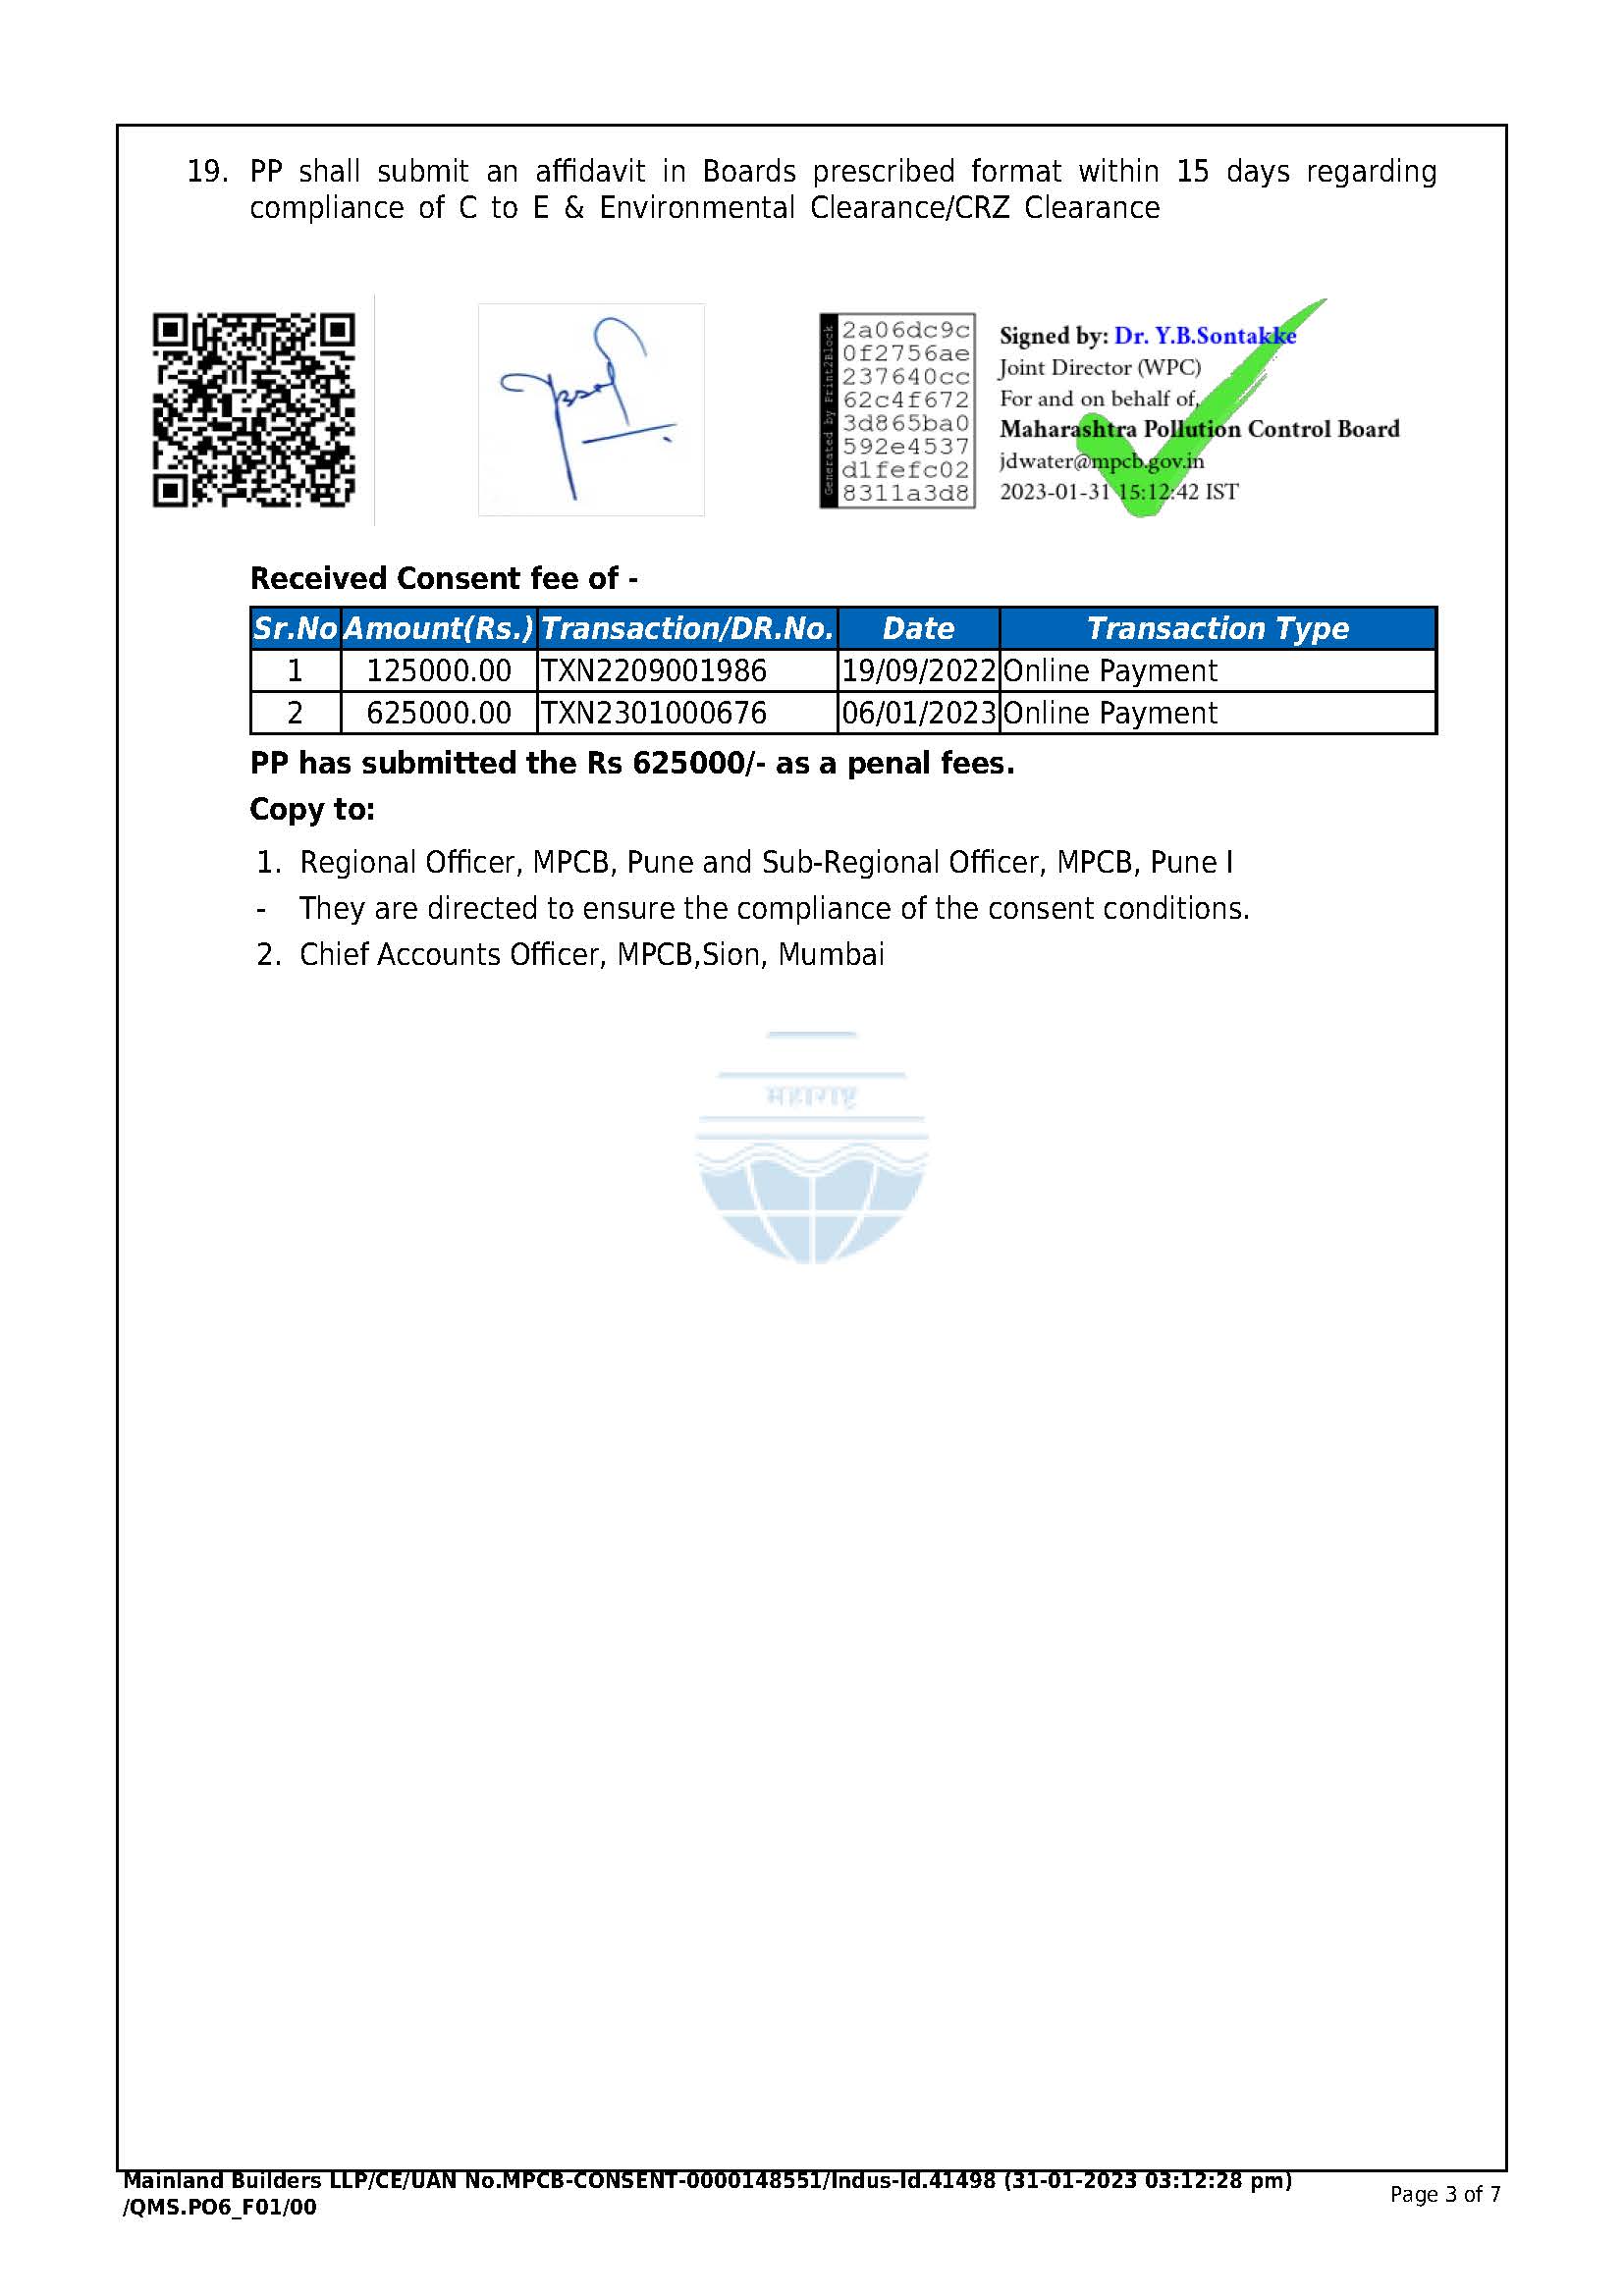 19. PP shall submit an affidavit in Boards prescribed format within 15 days regarding
compliance of C to E & Environmental Clearance/CRZ Clearance
Generated by Print2Block
2a06dc9c
0f2756ae
237640cc
62c4f672
3d865ba0
592e4537
d1fefc02
8311a3d8
Signed by: Dr. Y.B.Sontakke
Joint Director (WPC)
For and on behalf of,
Maharashtra Pollution Control Board
jdwater@mpcb.gov.in
2023-01-31 15:12:42 IST
Received Consent fee of -
Sr.No Amount(Rs.) Transaction/DR.No. Date Transaction Type
1 125000.00 TXN2209001986 19/09/2022 Online Payment
2 625000.00 TXN2301000676 06/01/2023 Online Payment
PP has submitted the Rs 625000/- as a penal fees.
Copy to:
1. Regional Officer, MPCB, Pune and Sub-Regional Officer, MPCB, Pune I
- They are directed to ensure the compliance of the consent conditions.
2. Chief Accounts Officer, MPCB,Sion, Mumbai
महाराष्ट्र
Mainland Builders LLP/CE/UAN No.MPCB-CONSENT-0000148551/Indus-Id.41498 (31-01-2023 03:12:28 pm)
/QMS.PO6_F01/00
Page 3 of 7